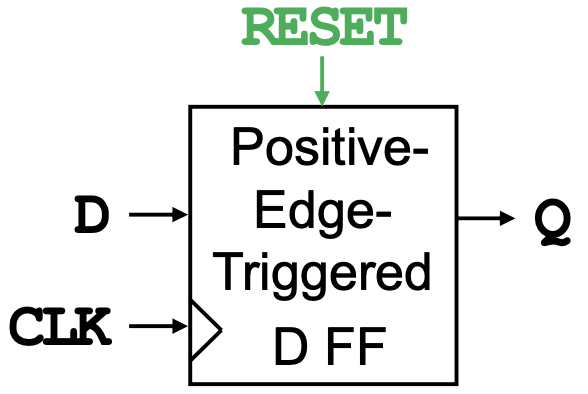 RESET
Positive-
Edge-
Triggered
D FF
D
CLK
Q